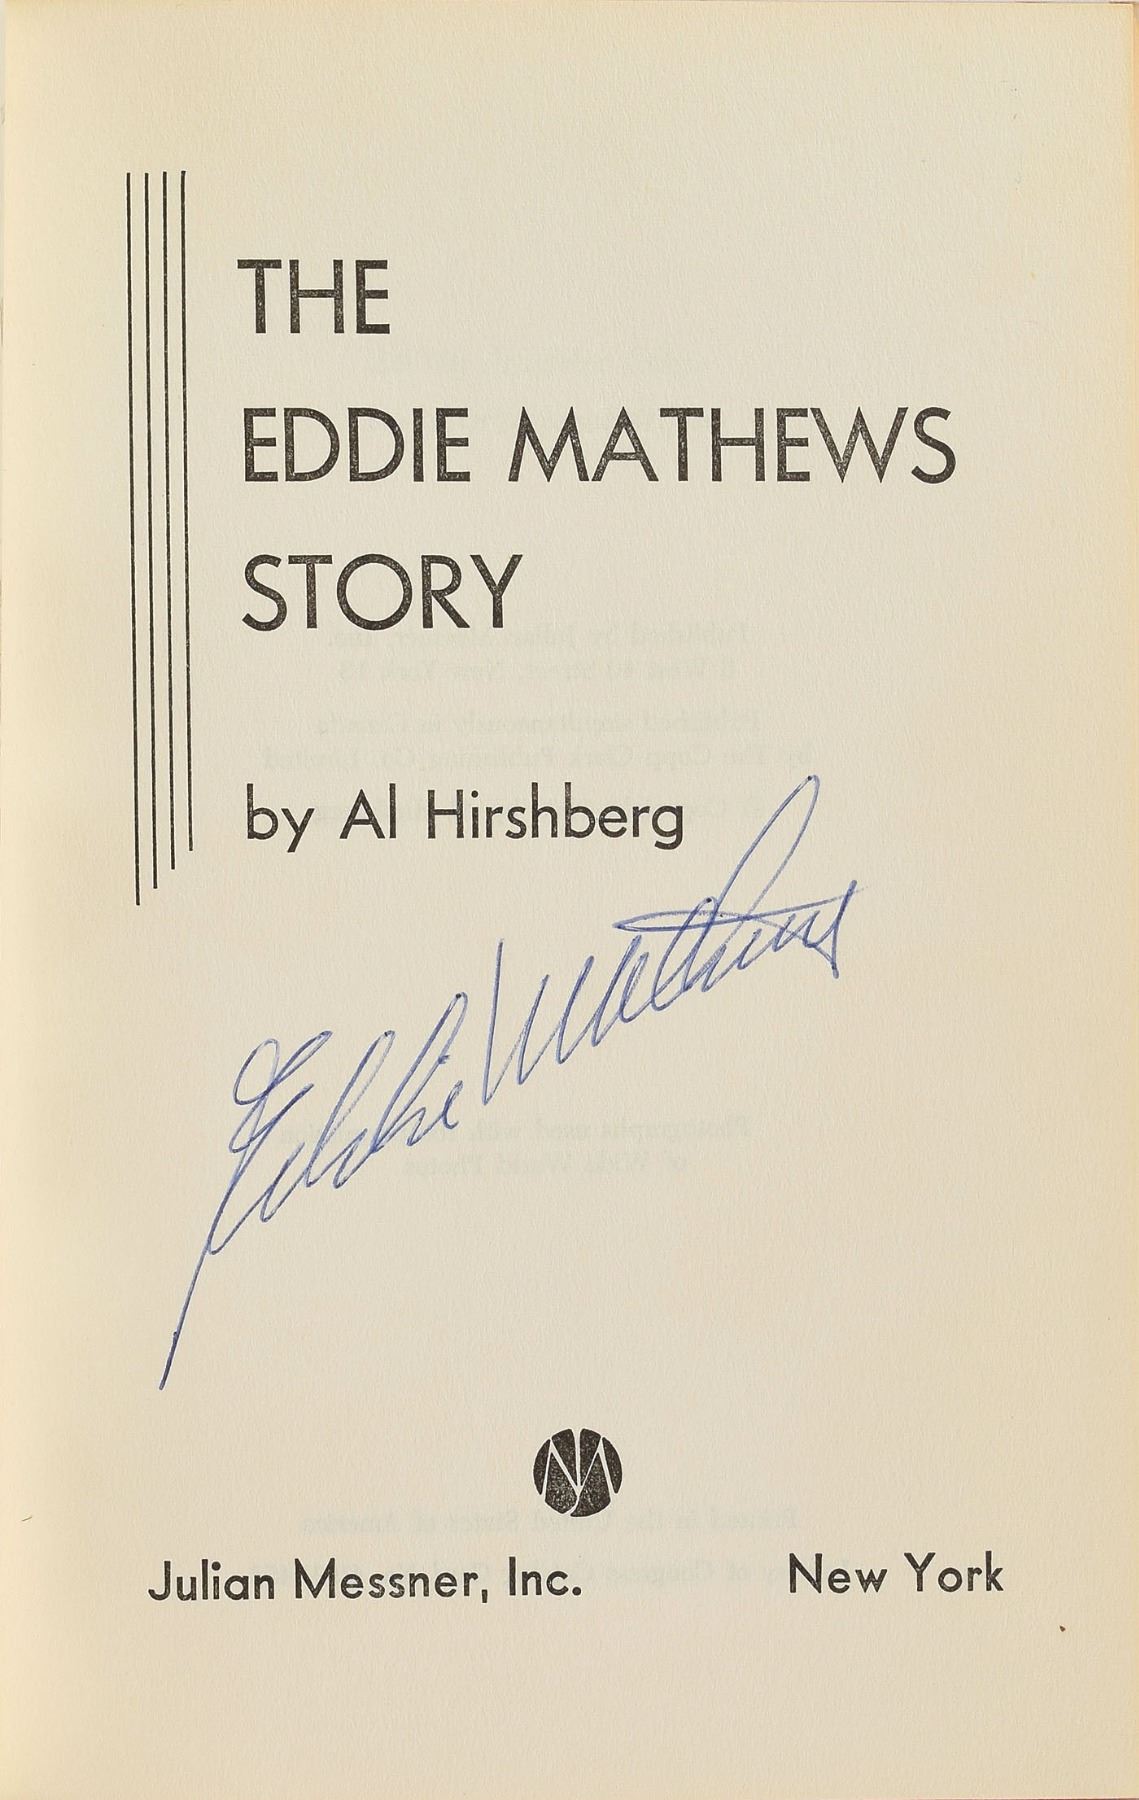 THE
EDDIE MATHEWS
STORY
by Al Hirshberg
Eddie Mathews
Julian Messner, Inc. New York